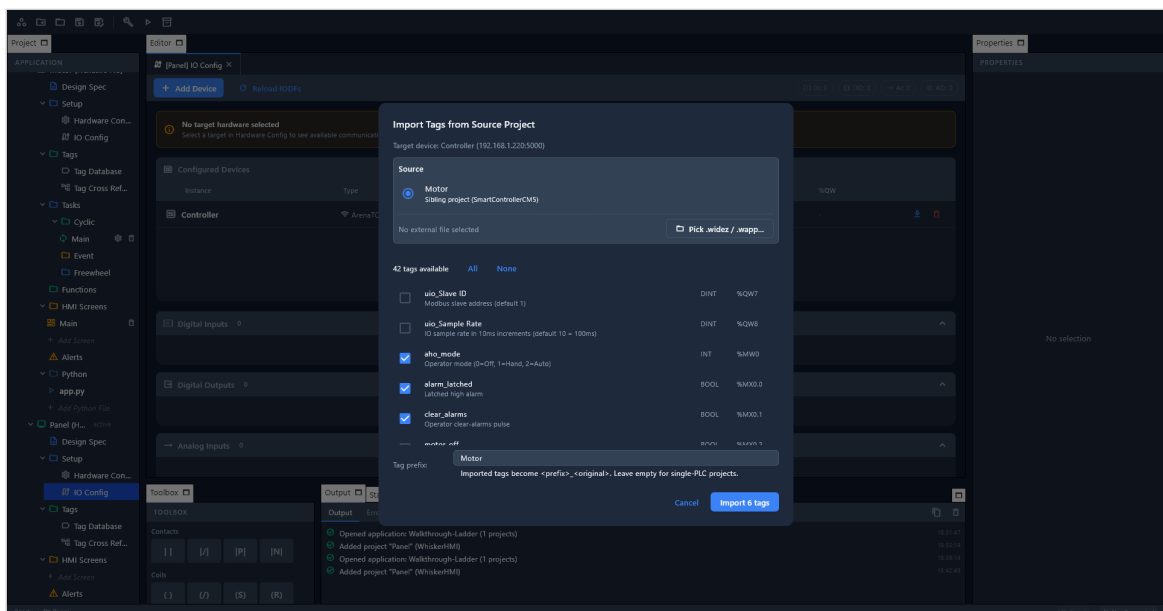 Project
Editor
Properties
APPLICATION
Design Spec
Setup
Hardware Con...
IO Config
Tags
Tag Database
Tag Cross Ref...
Tasks
Cyclic
Main
Event
Freewheel
Functions
HMI Screens
Main
+ Add Screen
Alerts
Python
app.py
+ Add Python File
Panel (H... active
Design Spec
Setup
Hardware Con...
IO Config
Tags
Tag Database
Tag Cross Ref...
HMI Screens
+ Add Screen
Alerts
[Panel] IO Config ×
+ Add Device
Reload IODFs
No target hardware selected
Select a target in Hardware Config to see available communicati
Configured Devices
Instance
Type
%QW
Controller
ArenaTC
Digital Inputs 0
Digital Outputs 0
Analog Inputs 0
Import Tags from Source Project
Target device: Controller (192.168.1.220:5000)
Source
Motor
Sibling project (SmartControllerCMS)
No external file selected
Pick .widez / .wapp...
42 tags available
All
None
uio_Slave ID
DINT
%QW7
Modbus slave address (default 1)
uio_Sample Rate
DINT
%QW8
IO sample rate in 10ms increments (default 10 = 100ms)
aho_mode
INT
%MW0
Operator mode (0=Off, 1=Hand, 2=Auto)
alarm_latched
BOOL
%MX0.0
Latched high alarm
clear_alarms
BOOL
%MX0.1
Operator clear-alarms pulse
motor_off
BOOL
%MX0.2
Tag prefix:
Motor
Imported tags become <prefix>_<original>. Leave empty for single-PLC projects.
Cancel
Import 6 tags
PROPERTIES
No selection
Toolbox
TOOLBOX
Contacts
| |
|/|
|P|
|N|
Coils
( )
(/)
(S)
(R)
Output
Output
Opened application: Walkthrough-Ladder (1 projects)
Added project "Panel" (WhiskerHMI)
Opened application: Walkthrough-Ladder (1 projects)
Added project "Panel" (WhiskerHMI)